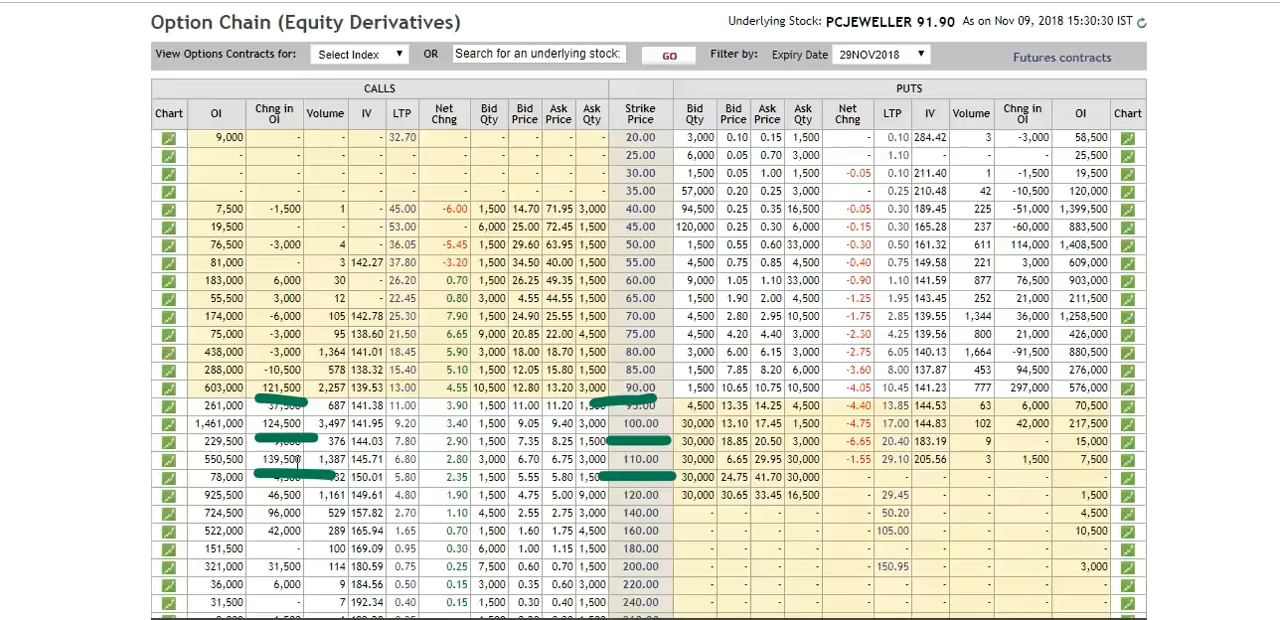 Option Chain (Equity Derivatives)
Underlying Stock: PCJEWELLER 91.90 As on Nov 09, 2018 15:30:30 IST
View Options Contracts for: Select Index ▼ OR Search for an underlying stock: GO Filter by: Expiry Date 29NOV2018 ▼ Futures contracts
CALLS PUTS
Chart OI Chng in OI Volume IV LTP Net Chng Bid Qty Bid Price Ask Price Ask Qty Strike Price Bid Qty Bid Price Ask Price Ask Qty Net Chng LTP IV Volume Chng in OI OI Chart
9,000 - - - 32.70 - - - - - 20.00 3,000 0.10 0.15 1,500 - 0.10 284.42 3 -3,000 58,500
- - - - - - - - - - 25.00 6,000 0.05 0.70 3,000 - 1.10 - - - 25,500
- - - - - - - - - - 30.00 1,500 0.05 1.00 1,500 -0.05 0.10 211.40 1 -1,500 19,500
- - - - - - - - - - 35.00 57,000 0.20 0.25 3,000 - 0.25 210.48 42 -10,500 120,000
7,500 -1,500 1 - 45.00 -6.00 1,500 14.70 71.95 3,000 40.00 94,500 0.25 0.35 16,500 -0.05 0.30 189.45 225 -51,000 1,399,500
19,500 - - - 53.00 - 6,000 25.00 72.45 1,500 45.00 120,000 0.25 0.30 6,000 -0.15 0.30 165.28 237 -60,000 883,500
76,500 -3,000 4 - 36.05 -5.45 1,500 29.60 63.95 1,500 50.00 1,500 0.55 0.60 33,000 -0.30 0.50 161.32 611 114,000 1,408,500
81,000 - 3 142.27 37.80 -3.20 1,500 34.50 40.00 1,500 55.00 4,500 0.75 0.85 4,500 -0.40 0.75 149.58 221 3,000 609,000
183,000 6,000 30 - 26.20 0.70 1,500 26.25 49.35 1,500 60.00 9,000 1.05 1.10 33,000 -0.90 1.10 141.59 877 76,500 903,000
55,500 3,000 12 - 22.45 0.80 3,000 4.55 44.55 1,500 65.00 1,500 1.90 2.00 4,500 -1.25 1.95 143.45 252 21,000 211,500
174,000 -6,000 105 142.78 25.30 7.90 1,500 24.90 25.55 1,500 70.00 4,500 2.80 2.95 10,500 -1.75 2.85 139.55 1,344 36,000 1,258,500
75,000 -3,000 95 138.60 21.50 6.65 9,000 20.85 22.00 4,500 75.00 4,500 4.20 4.40 3,000 -2.30 4.25 139.56 800 21,000 426,000
438,000 -3,000 1,364 141.01 18.45 5.90 3,000 18.00 18.70 1,500 80.00 3,000 6.00 6.15 3,000 -2.75 6.05 140.13 1,664 -91,500 880,500
288,000 -10,500 578 138.32 15.40 5.10 1,500 12.05 15.80 1,500 85.00 1,500 7.85 8.20 6,000 -3.60 8.00 137.87 453 94,500 276,000
603,000 121,500 2,257 139.53 13.00 4.55 10,500 12.80 13.20 3,000 90.00 1,500 10.65 10.75 10,500 -4.05 10.45 141.23 777 297,000 576,000
261,000 37,500 687 141.38 11.00 3.90 1,500 11.00 11.20 95.00 4,500 13.35 14.25 4,500 -4.40 13.85 144.53 63 6,000 70,500
1,461,000 124,500 3,497 141.95 9.20 3.40 1,500 9.05 9.40 3,000 100.00 30,000 13.10 17.45 1,500 -4.75 17.00 144.83 102 42,000 217,500
229,500 376 144.03 7.80 2.90 1,500 7.35 8.25 1,500 30,000 18.85 20.50 3,000 -6.65 20.40 183.19 9 - 15,000
550,500 139,500 1,387 145.71 6.80 2.80 3,000 6.70 6.75 3,000 110.00 30,000 6.65 29.95 30,000 -1.55 29.10 205.56 3 1,500 7,500
78,000 150.01 5.80 2.35 1,500 5.55 5.80 30,000 24.75 41.70 30,000 - - - - - -
925,500 46,500 1,161 149.61 4.80 1.90 1,500 4.75 5.00 9,000 120.00 30,000 30.65 33.45 16,500 - 29.45 - - - 1,500
724,500 96,000 529 157.82 2.70 1.10 4,500 2.55 2.75 3,000 140.00 - - - - - 50.20 - - - 4,500
522,000 42,000 289 165.94 1.65 0.70 1,500 1.60 1.75 4,500 160.00 - - - - - 105.00 - - - 10,500
151,500 - 100 169.09 0.95 0.30 6,000 1.00 1.15 1,500 180.00 - - - - - - - - - -
321,000 31,500 114 180.59 0.75 0.25 7,500 0.60 0.70 1,500 200.00 - - - - - 150.95 - - - 3,000
36,000 6,000 9 184.56 0.50 0.15 3,000 0.35 0.60 3,000 220.00 - - - - - - - - - -
31,500 - 7 192.34 0.40 0.15 1,500 0.30 0.40 1,500 240.00 - - - - - - - - - -